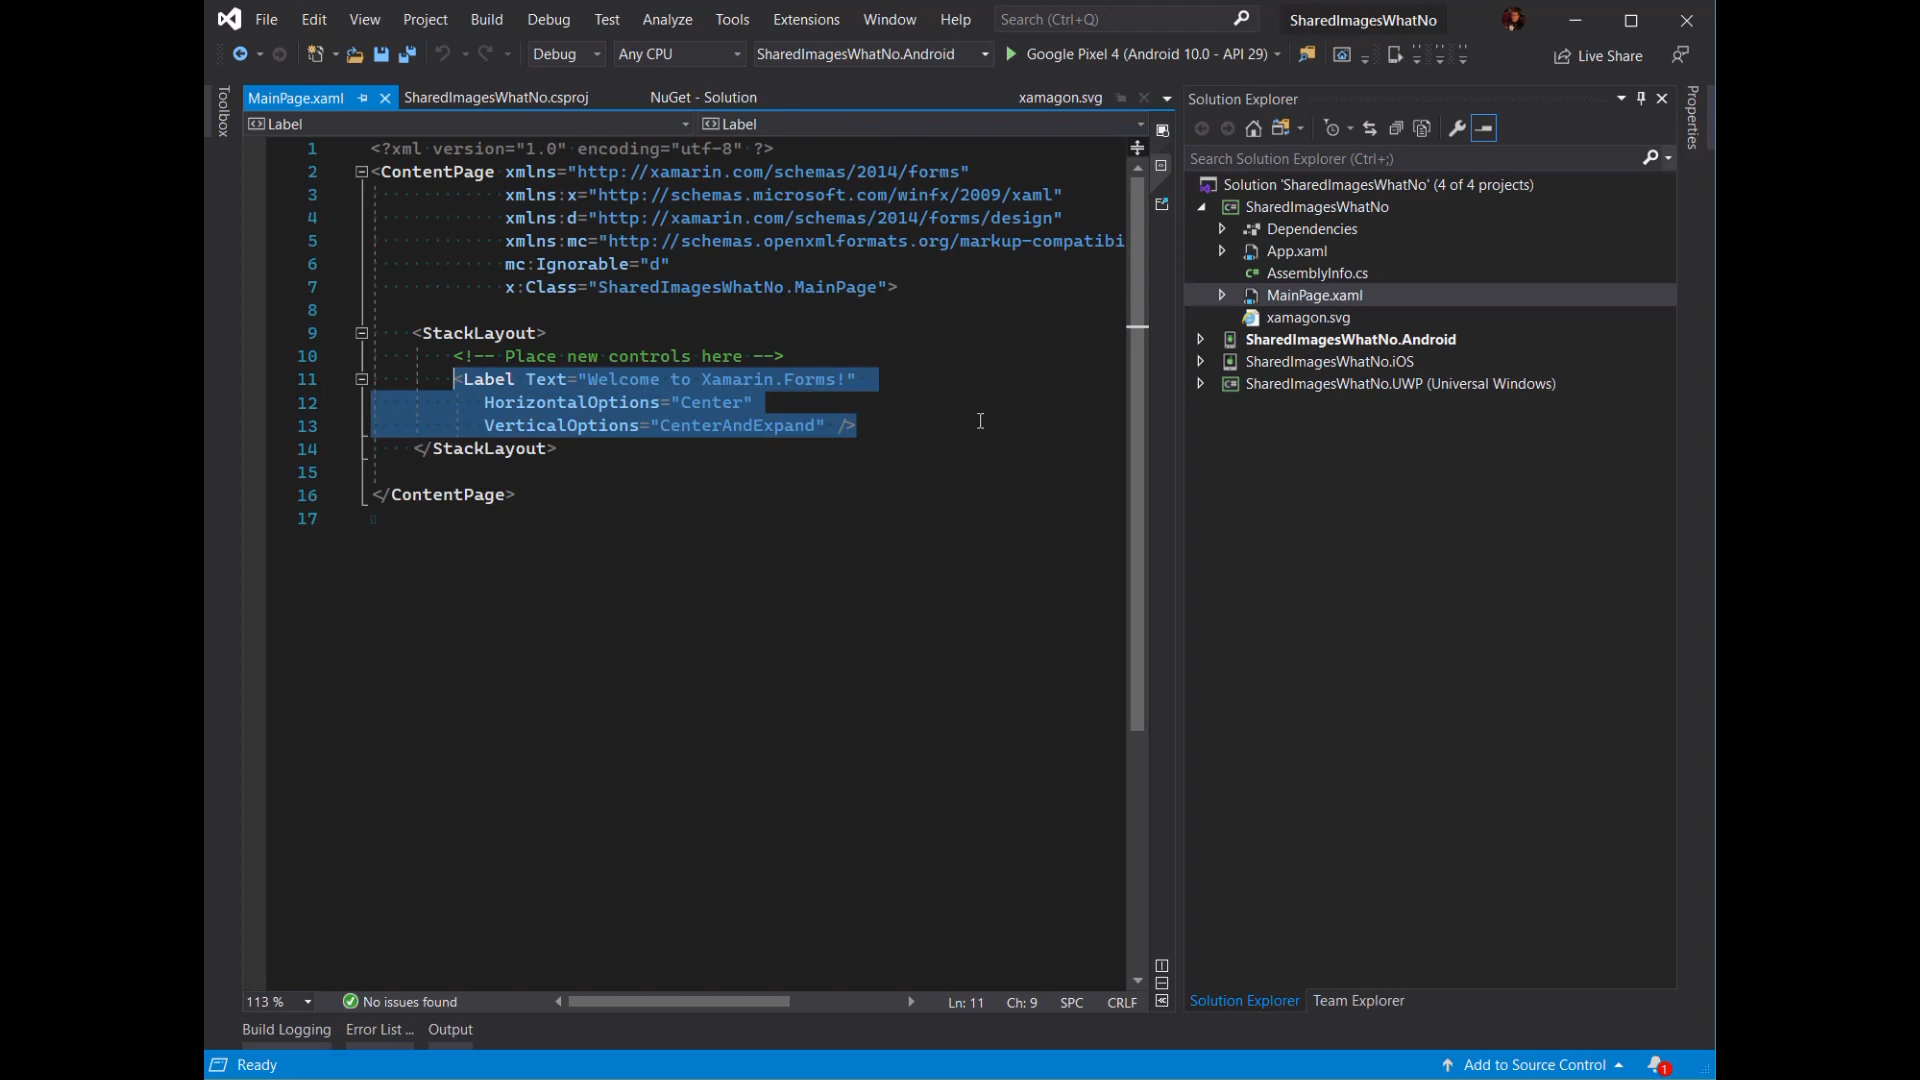 File Edit View Project Build Debug Test Analyze Tools Extensions Window Help Search (Ctrl+Q) SharedImagesWhatNo
Debug Any CPU SharedImagesWhatNo.Android Google Pixel 4 (Android 10.0 - API 29) Live Share
Toolbox
MainPage.xaml SharedImagesWhatNo.csproj NuGet - Solution xamagon.svg
Label Label
1 <?xml version="1.0" encoding="utf-8" ?>
2 <ContentPage xmlns="http://xamarin.com/schemas/2014/forms"
3 xmlns:x="http://schemas.microsoft.com/winfx/2009/xaml"
4 xmlns:d="http://xamarin.com/schemas/2014/forms/design"
5 xmlns:mc="http://schemas.openxmlformats.org/markup-compatibi
6 mc:Ignorable="d"
7 x:Class="SharedImagesWhatNo.MainPage">
8
9 <StackLayout>
10 <!-- Place new controls here -->
11 <Label Text="Welcome to Xamarin.Forms!"
12 HorizontalOptions="Center"
13 VerticalOptions="CenterAndExpand" />
14 </StackLayout>
15
16 </ContentPage>
17
113 % No issues found Ln: 11 Ch: 9 SPC CRLF
Solution Explorer
Search Solution Explorer (Ctrl+;)
Solution 'SharedImagesWhatNo' (4 of 4 projects)
SharedImagesWhatNo
Dependencies
App.xaml
AssemblyInfo.cs
MainPage.xaml
xamagon.svg
SharedImagesWhatNo.Android
SharedImagesWhatNo.iOS
SharedImagesWhatNo.UWP (Universal Windows)
Solution Explorer Team Explorer
Properties
Build Logging Error List ... Output
Ready Add to Source Control 1